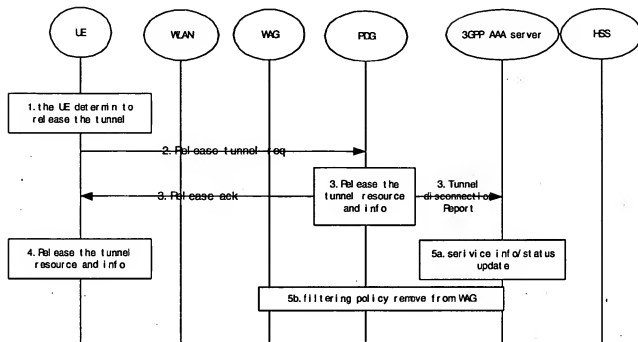 UE
WLAN
WAG
PDG
3GPP AAA server
HSS
1. the UE determin to
release the tunnel
2. Release tunnel req
3. Release ack
3. Release the
tunnel resource
and info
3. Tunnel
disconnection
Report
4. Release the tunnel
resource and info
5a. serivice info/status
update
5b. filtering policy remove from WAG